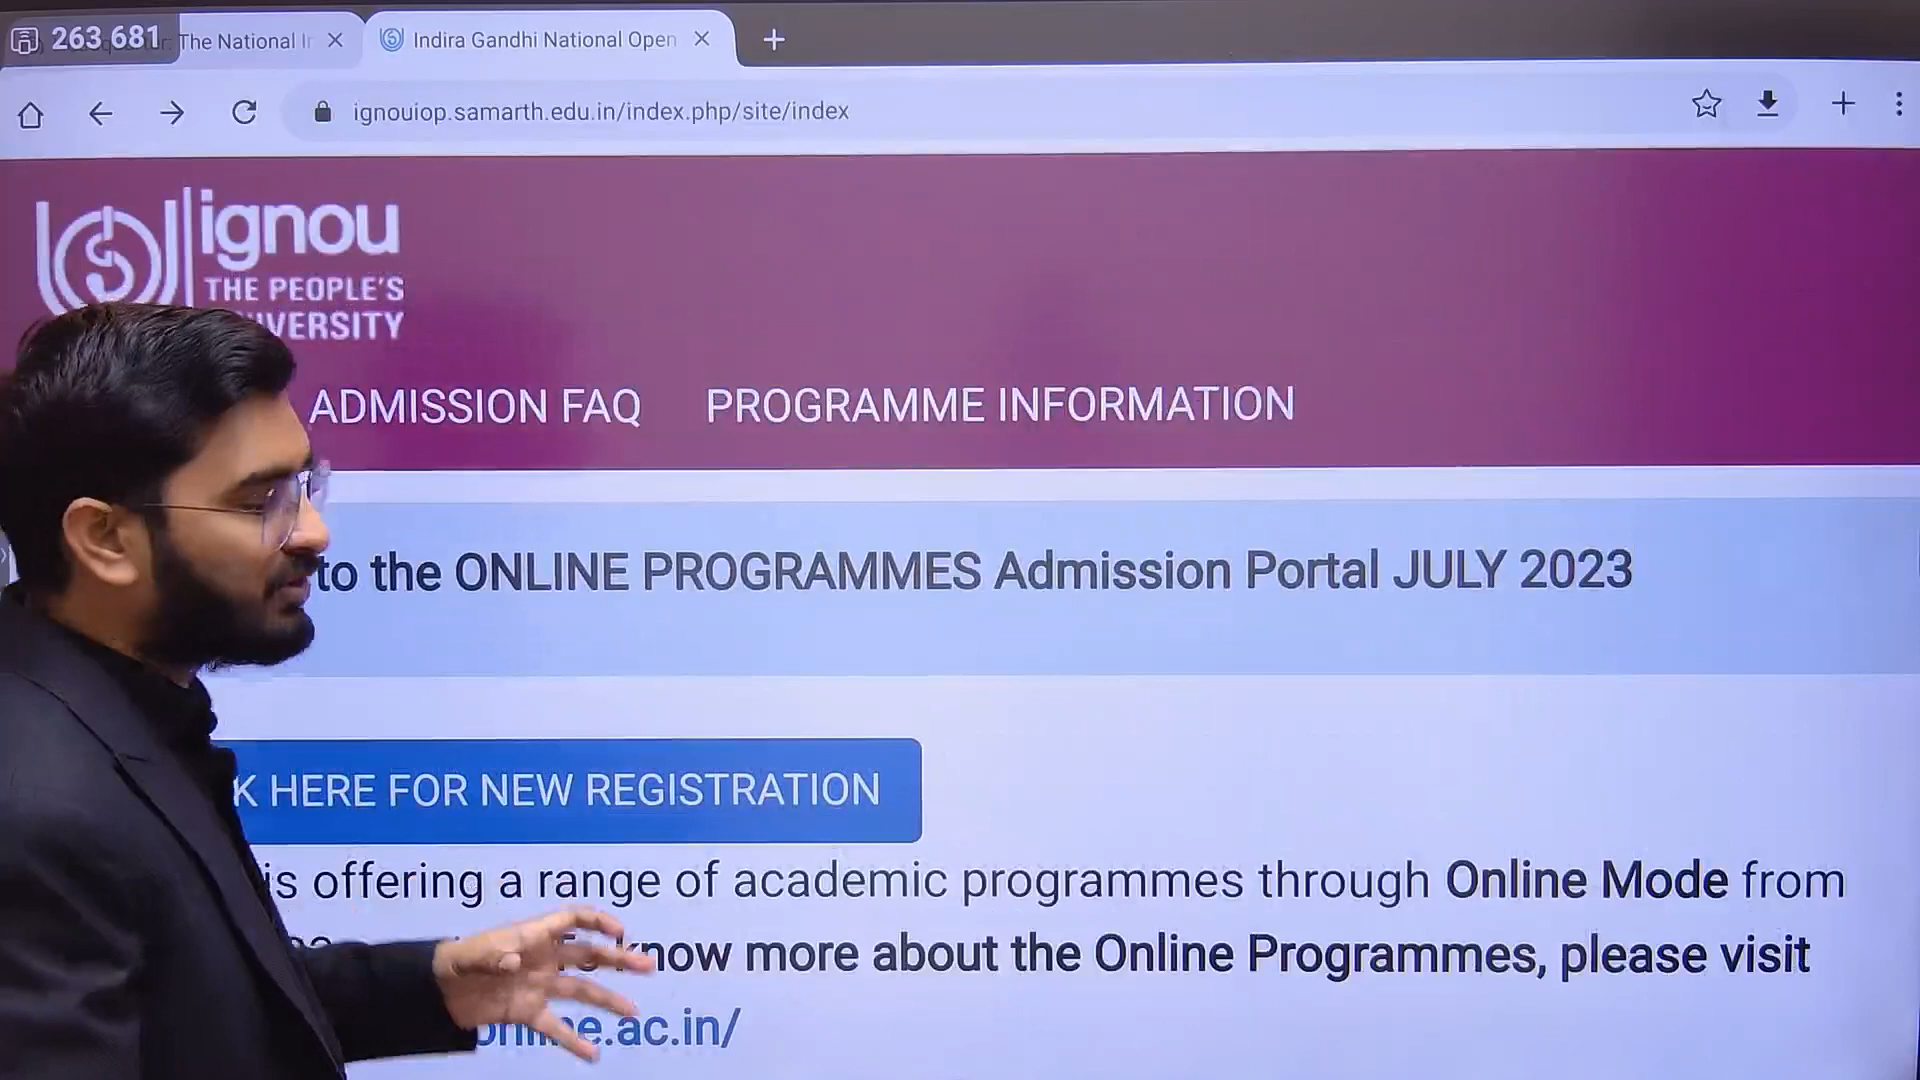 263 681
The National
Indira Gandhi National Open
ignouiop.samarth.edu.in/index.php/site/index
ignou
THE PEOPLE'S
VERSITY
ADMISSION FAQ PROGRAMME INFORMATION
to the ONLINE PROGRAMMES Admission Portal JULY 2023
K HERE FOR NEW REGISTRATION
is offering a range of academic programmes through Online Mode from
know more about the Online Programmes, please visit
online.ac.in/